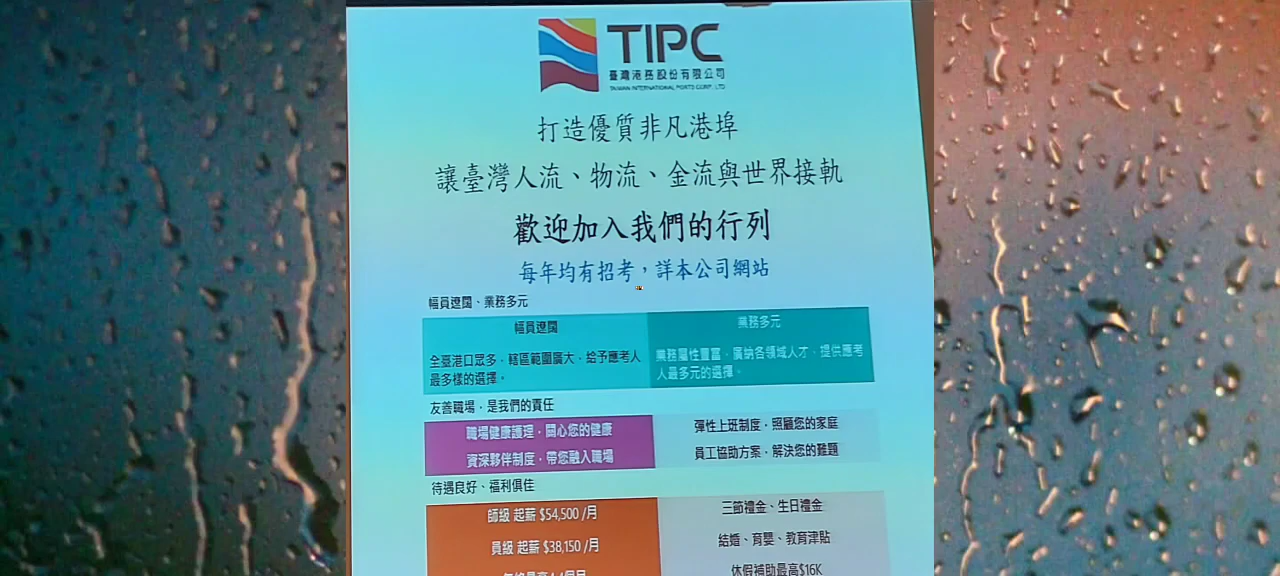 TIPC
臺灣港務股份有限公司
TAIWAN INTERNATIONAL PORTS CORP. LTD
打造優質非凡港埠
讓臺灣人流、物流、金流與世界接軌
歡迎加入我們的行列
每年均有招考，詳本公司網站
幅員遼闊、業務多元
幅員遼闊
全臺港口眾多，轄區範圍廣大，給予應考人
最多樣的選擇。
業務多元
業務屬性豐富，廣納各領域人才，提供應考
人最多元的選擇。
友善職場，是我們的責任
職場健康護理，關心您的健康
資深夥伴制度，帶您融入職場
彈性上班制度，照顧您的家庭
員工協助方案，解決您的難題
待遇良好、福利俱佳
師級 起薪 $54,500 /月
員級 起薪 $38,150 /月
三節禮金、生日禮金
結婚、育嬰、教育津貼
休假補助最高$16K